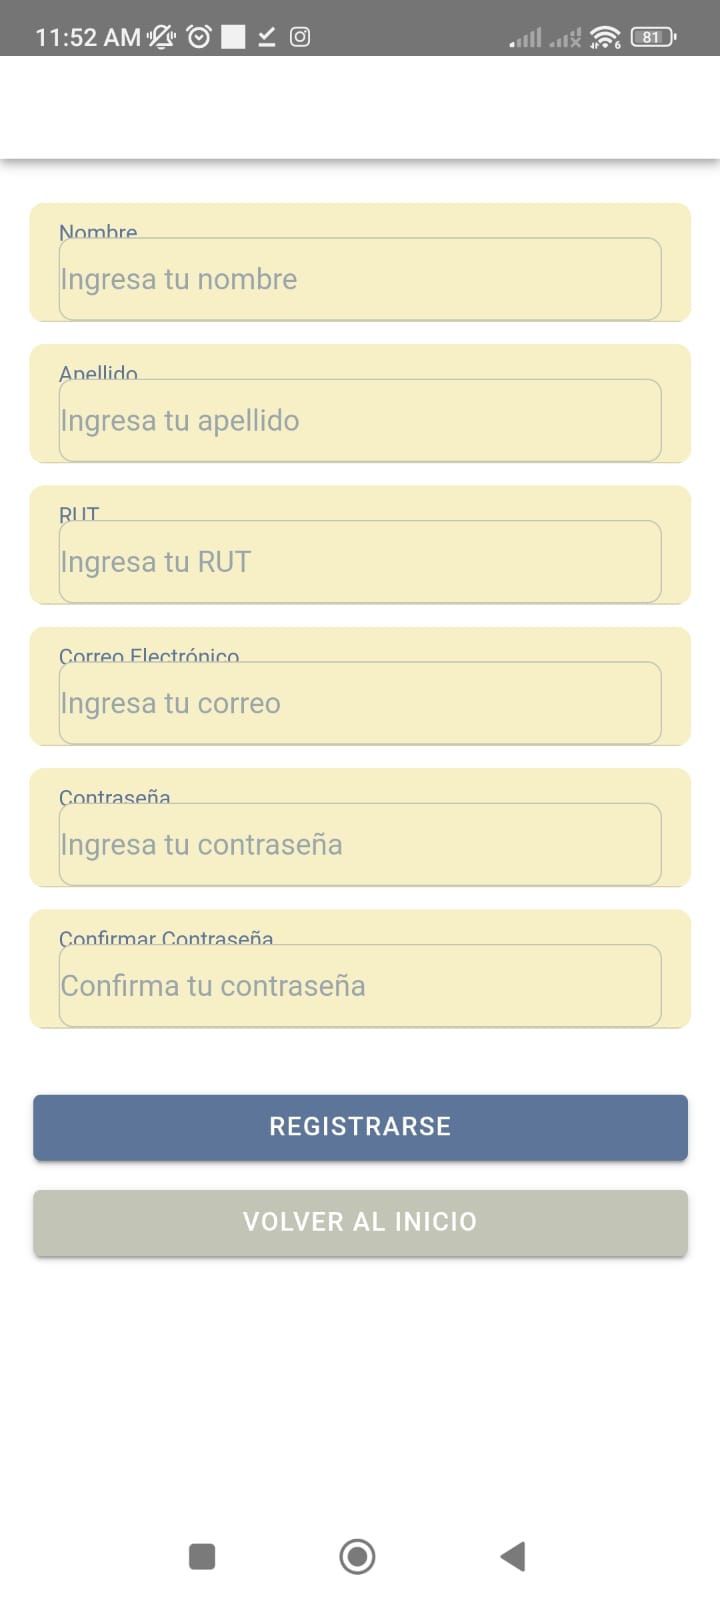 11:52 AM
6
81
Nombre
Ingresa tu nombre
Apellido
Ingresa tu apellido
RUT
Ingresa tu RUT
Correo Electrónico
Ingresa tu correo
Contraseña
Ingresa tu contraseña
Confirmar Contraseña
Confirma tu contraseña
REGISTRARSE
VOLVER AL INICIO